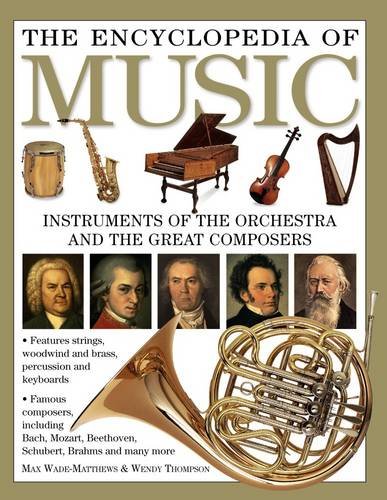 THE ENCYCLOPEDIA OF
MUSIC
INSTRUMENTS OF THE ORCHESTRA
AND THE GREAT COMPOSERS
• Features strings,
woodwind and brass,
percussion and
keyboards
• Famous
composers,
including
Bach, Mozart, Beethoven,
Schubert, Brahms and many more
MAX WADE-MATTHEWS & WENDY THOMPSON